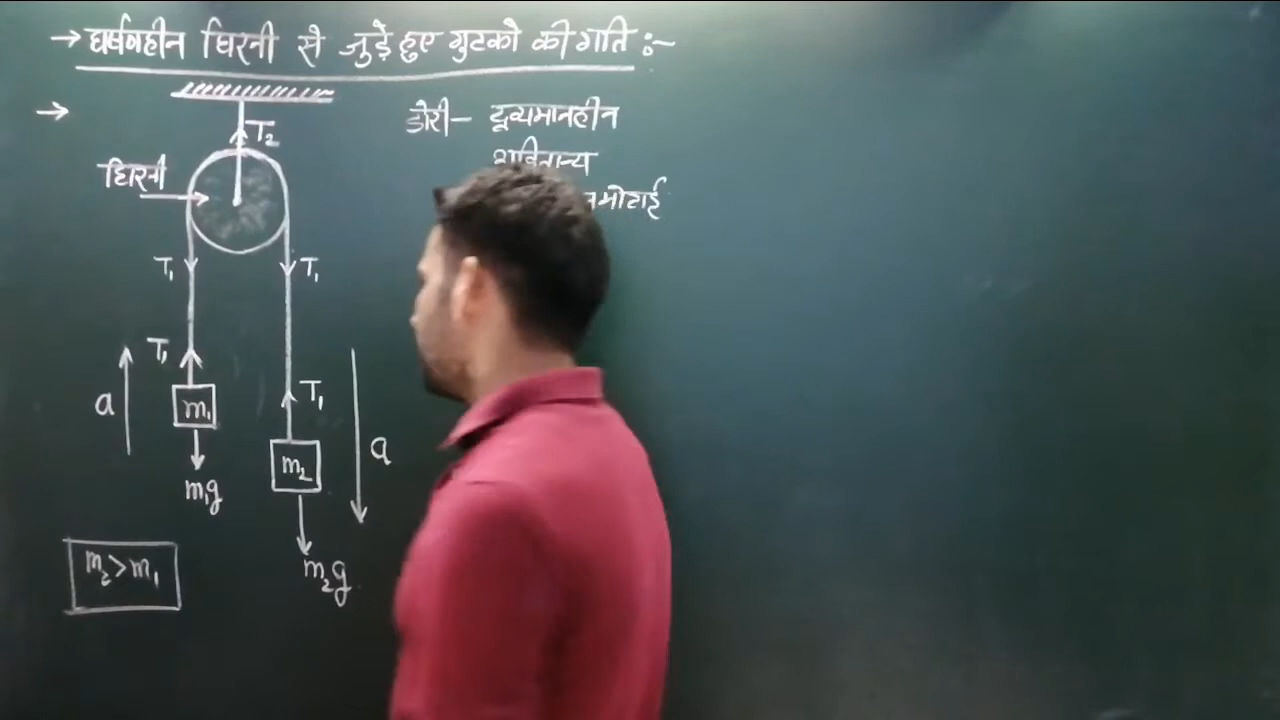 → घर्षणहीन घिरनी से जुड़े हुए गुटको की गति :-
→
डोरी - द्रव्यमानहीन
मोटाई
T₂
घिरनी
T₁ T₁
T₁
a m₁
T₁
m₂ a
m₁g
m₂>m₁
m₂g